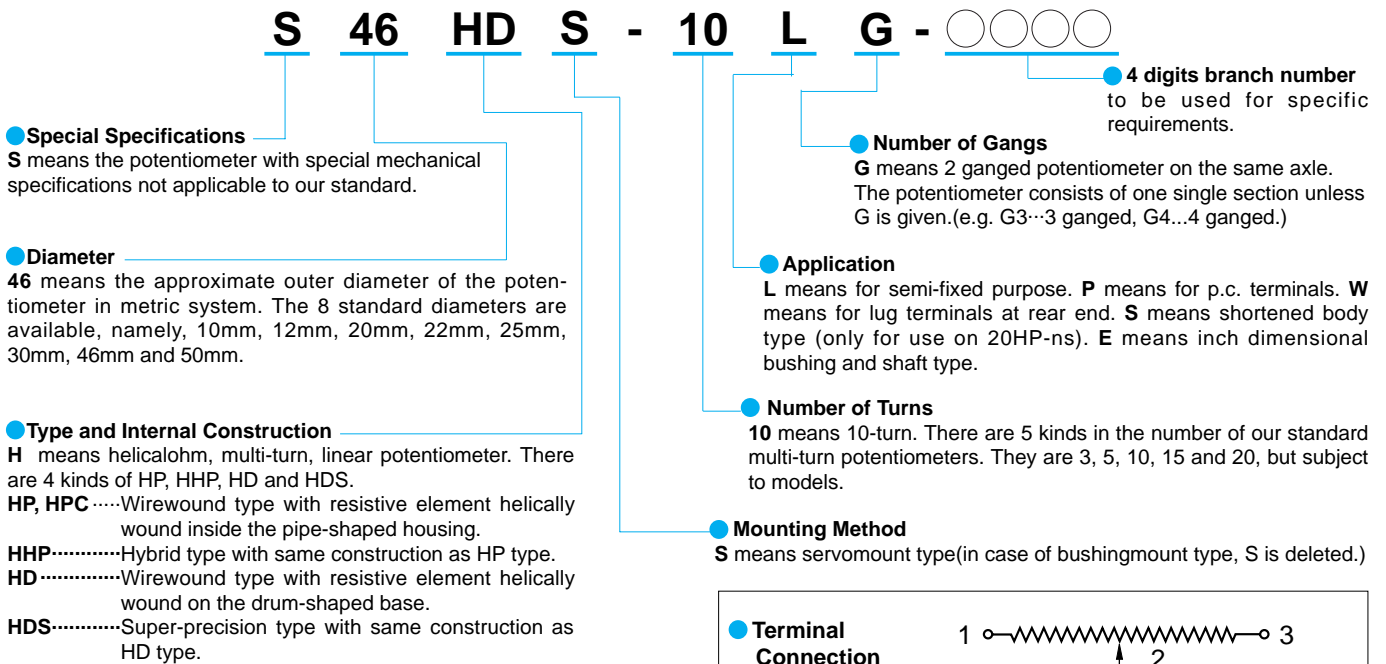 S 46 HD S - 10 L G - ○○○○
● 4 digits branch number
to be used for specific
requirements.
●Special Specifications
S means the potentiometer with special mechanical
specifications not applicable to our standard.
● Number of Gangs
G means 2 ganged potentiometer on the same axle.
The potentiometer consists of one single section unless
G is given.(e.g. G3···3 ganged, G4...4 ganged.)
●Diameter
46 means the approximate outer diameter of the poten-
tiometer in metric system. The 8 standard diameters are
available, namely, 10mm, 12mm, 20mm, 22mm, 25mm,
30mm, 46mm and 50mm.
● Application
L means for semi-fixed purpose. P means for p.c. terminals. W
means for lug terminals at rear end. S means shortened body
type (only for use on 20HP-ns). E means inch dimensional
bushing and shaft type.
●Type and Internal Construction
H means helicalohm, multi-turn, linear potentiometer. There
are 4 kinds of HP, HHP, HD and HDS.
HP, HPC ·····Wirewound type with resistive element helically
wound inside the pipe-shaped housing.
HHP············Hybrid type with same construction as HP type.
HD ··············Wirewound type with resistive element helically
wound on the drum-shaped base.
HDS············Super-precision type with same construction as
HD type.
● Number of Turns
10 means 10-turn. There are 5 kinds in the number of our standard
multi-turn potentiometers. They are 3, 5, 10, 15 and 20, but subject
to models.
● Mounting Method
S means servomount type(in case of bushingmount type, S is deleted.)
● Terminal
Connection
1 3
2